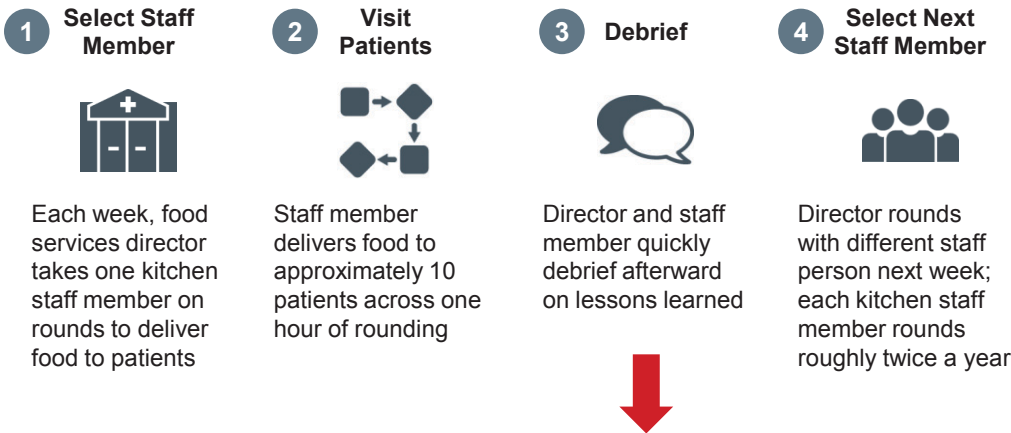 1
Select Staff
Member
Each week, food
services director
takes one kitchen
staff member on
rounds to deliver
food to patients
2
Visit
Patients
Staff member
delivers food to
approximately 10
patients across one
hour of rounding
3
Debrief
Director and staff
member quickly
debrief afterward
on lessons learned
4
Select Next
Staff Member
Director rounds
with different staff
person next week;
each kitchen staff
member rounds
roughly twice a year